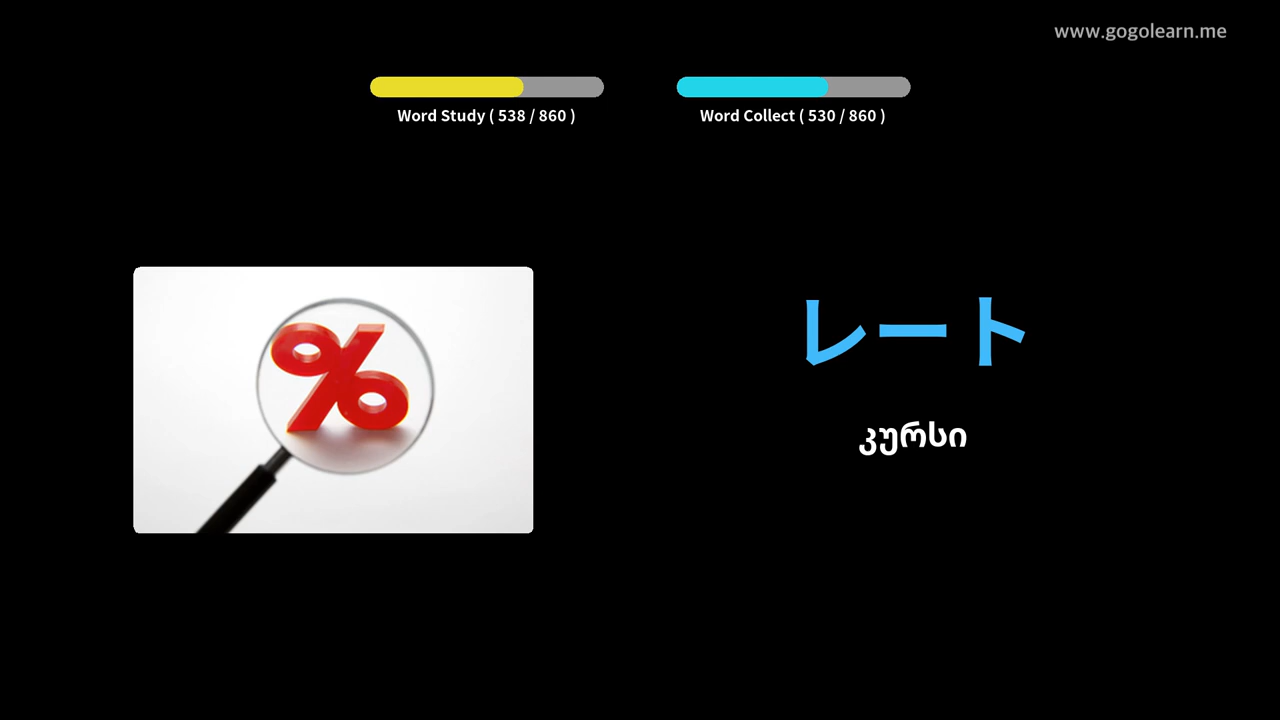 www.gogolearn.me
Word Study ( 538 / 860 )
Word Collect ( 530 / 860 )
%
レート
კურსი